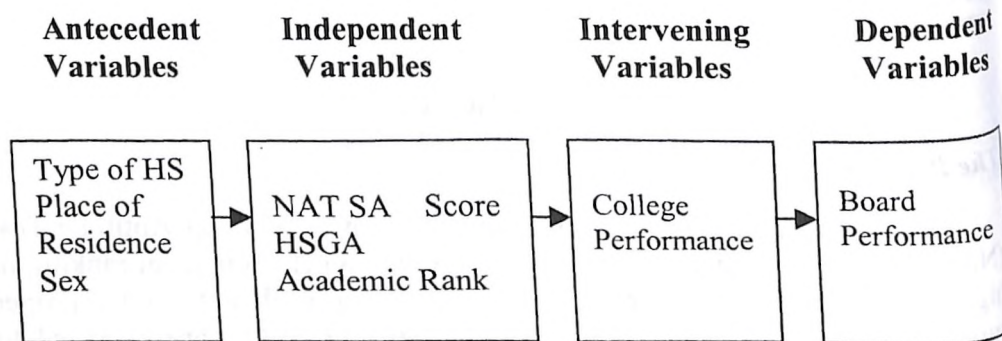 Antecedent Variables
Independent Variables
Intervening Variables
Dependent Variables
Type of HS
Place of
Residence
Sex
NAT SA Score
HSGA
Academic Rank
College
Performance
Board
Performance